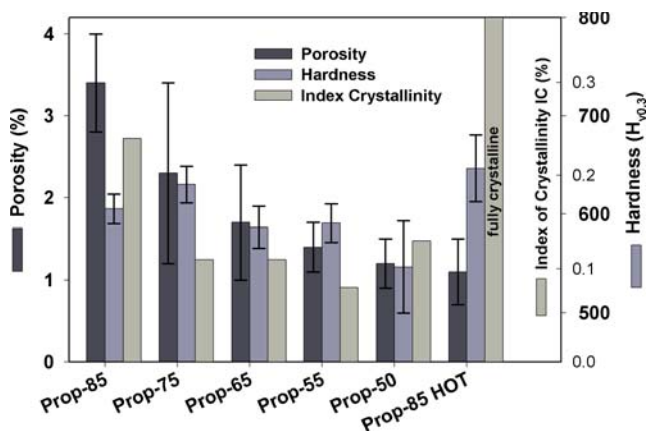 Porosity (%)
4
3
2
1
0
Porosity
Hardness
Index Crystallinity
fully crystalline
Prop-85
Prop-75
Prop-65
Prop-55
Prop-50
Prop-85 HOT
Index of Crystallinity IC (%)
0.3
0.2
0.1
0.0
800
700
600
500
Hardness (Hv0.3)